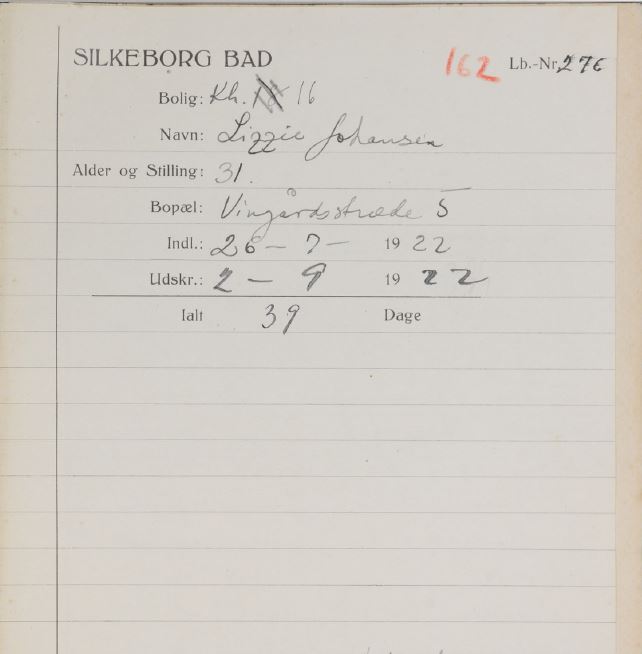 SILKEBORG BAD 162 Lb.-Nr. 276
Bolig: Kh. 16
Navn: Lizzie Johansen
Alder og Stilling: 31.
Bopæl: Vingårdsstræde 5
Indl.: 26 – 7 – 1922
Udskr.: 2 – 9 1922
Ialt 39 Dage